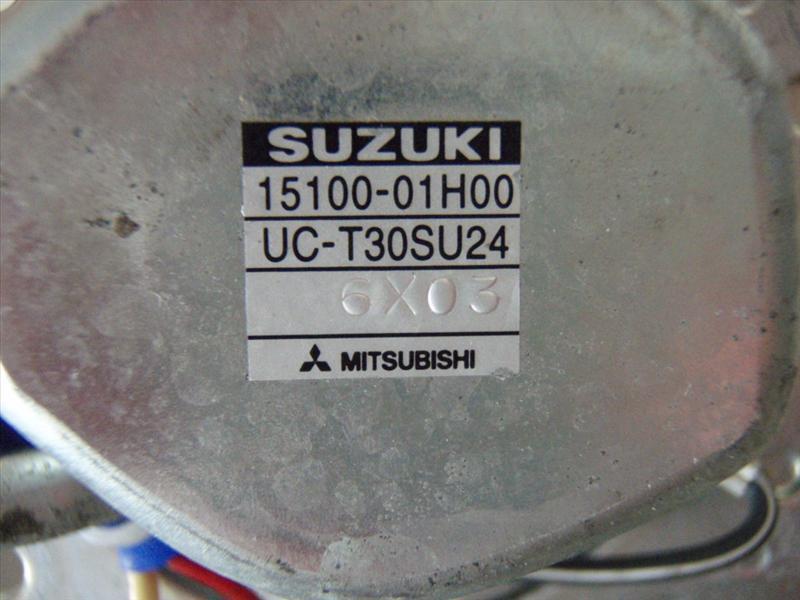 SUZUKI
15100-01H00
UC-T30SU24
6X03
MITSUBISHI